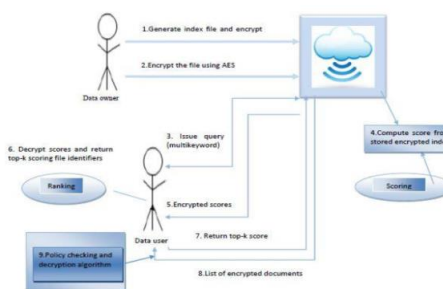 1.Generate index file and encrypt
2.Encrypt the file using AES
Data owner
3. Issue query
(multikeyword)
4.Compute score fro
stored encrypted inde
6. Decrypt scores and return
top-k scoring file identifiers
Ranking
Scoring
5.Encrypted scores
Data user
7. Return top-k score
9.Policy checking and
decryption algorithm
8.List of encrypted documents